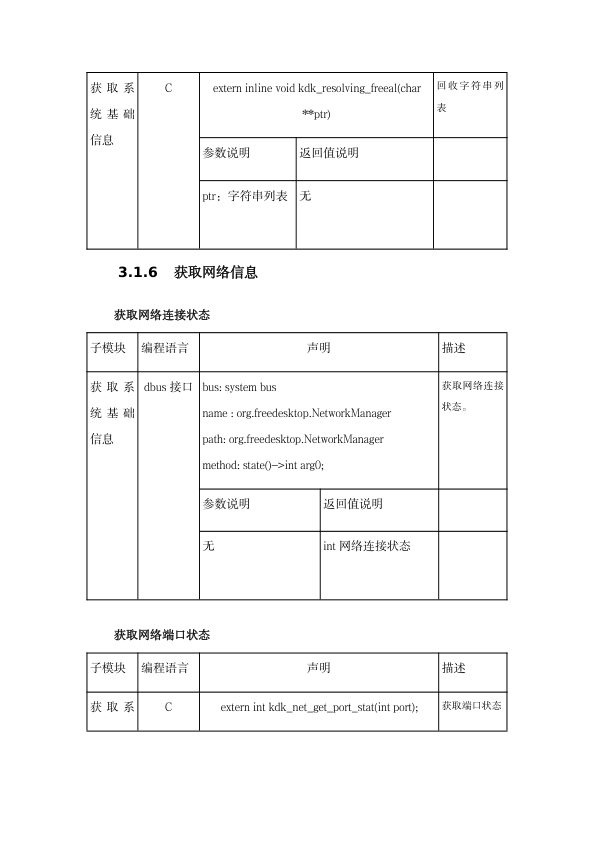 获取系
统基础
信息
C
extern inline void kdk_resolving_freeal(char
**ptr)
回收字符串列
表
参数说明
返回值说明
ptr：字符串列表
无
3.1.6 获取网络信息
获取网络连接状态
子模块
编程语言
声明
描述
获取系
统基础
信息
dbus 接口
bus: system bus
name : org.freedesktop.NetworkManager
path: org.freedesktop.NetworkManager
method: state()->int arg0;
获取网络连接
状态。
参数说明
返回值说明
无
int 网络连接状态
获取网络端口状态
子模块
编程语言
声明
描述
获取系
C
extern int kdk_net_get_port_stat(int port);
获取端口状态